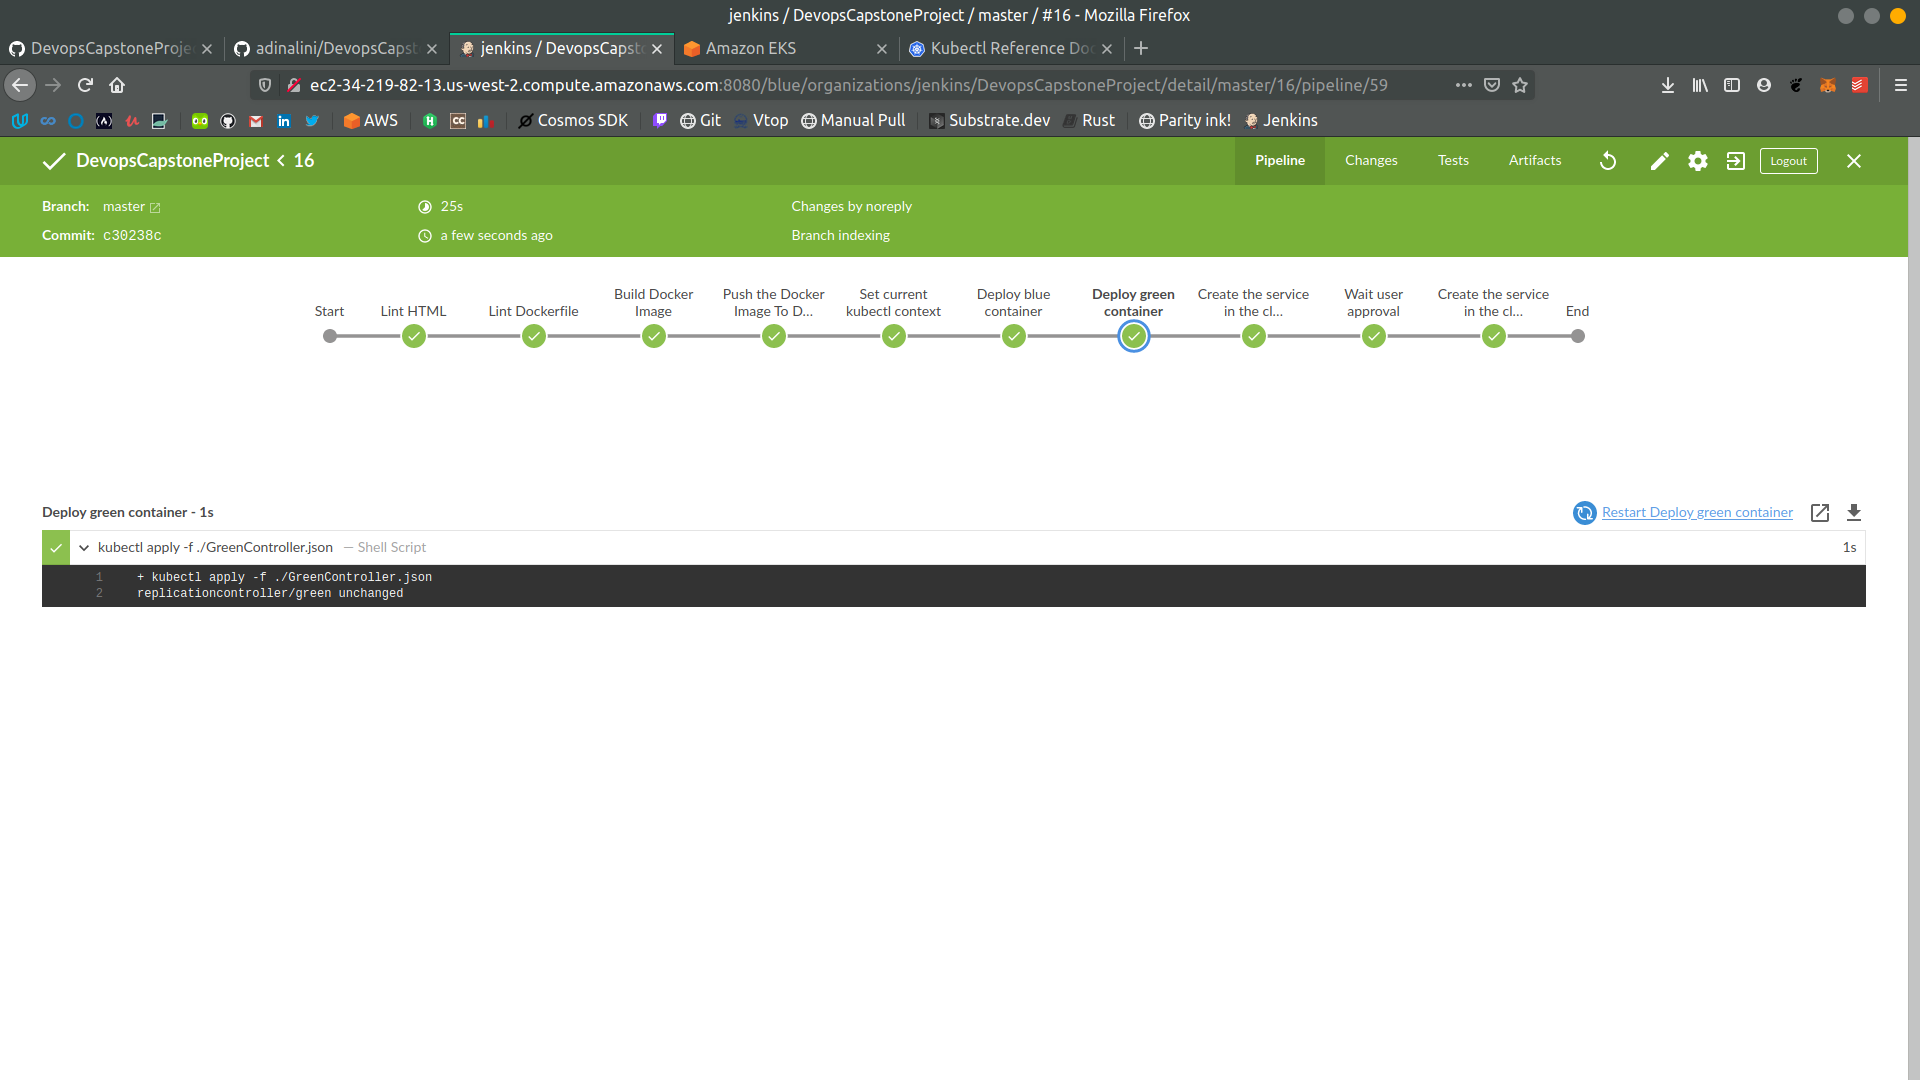 jenkins / DevopsCapstoneProject / master / #16 - Mozilla Firefox
DevopsCapstoneProje
adinalini/DevopsCapst
jenkins / DevopsCapsto
Amazon EKS
Kubectl Reference Do
ec2-34-219-82-13.us-west-2.compute.amazonaws.com:8080/blue/organizations/jenkins/DevopsCapstoneProject/detail/master/16/pipeline/59
AWS
Cosmos SDK
Git
Vtop
Manual Pull
Substrate.dev
Rust
Parity ink!
Jenkins
DevopsCapstoneProject < 16
Pipeline
Changes
Tests
Artifacts
Logout
Branch: master
25s
Changes by noreply
Commit: c30238c
a few seconds ago
Branch indexing
Start
Lint HTML
Lint Dockerfile
Build Docker
Image
Push the Docker
Image To D...
Set current
kubectl context
Deploy blue
container
Deploy green
container
Create the service
in the cl...
Wait user
approval
Create the service
in the cl...
End
Deploy green container - 1s
Restart Deploy green container
kubectl apply -f ./GreenController.json — Shell Script
1s
1 + kubectl apply -f ./GreenController.json
2 replicationcontroller/green unchanged